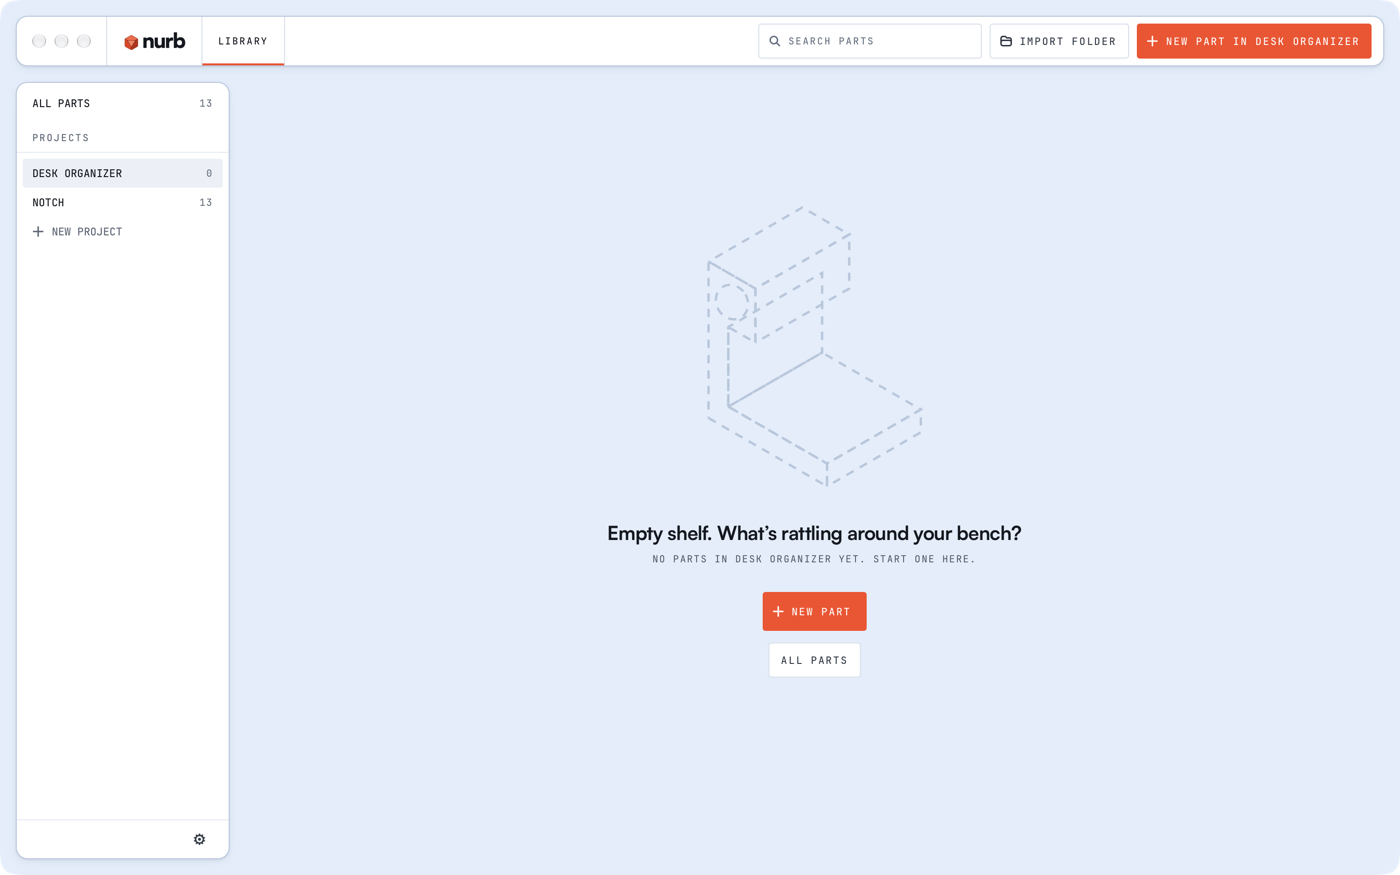 nurb
LIBRARY
SEARCH PARTS
IMPORT FOLDER
NEW PART IN DESK ORGANIZER
ALL PARTS 13
PROJECTS
DESK ORGANIZER 0
NOTCH 13
NEW PROJECT
Empty shelf. What’s rattling around your bench?
NO PARTS IN DESK ORGANIZER YET. START ONE HERE.
NEW PART
ALL PARTS